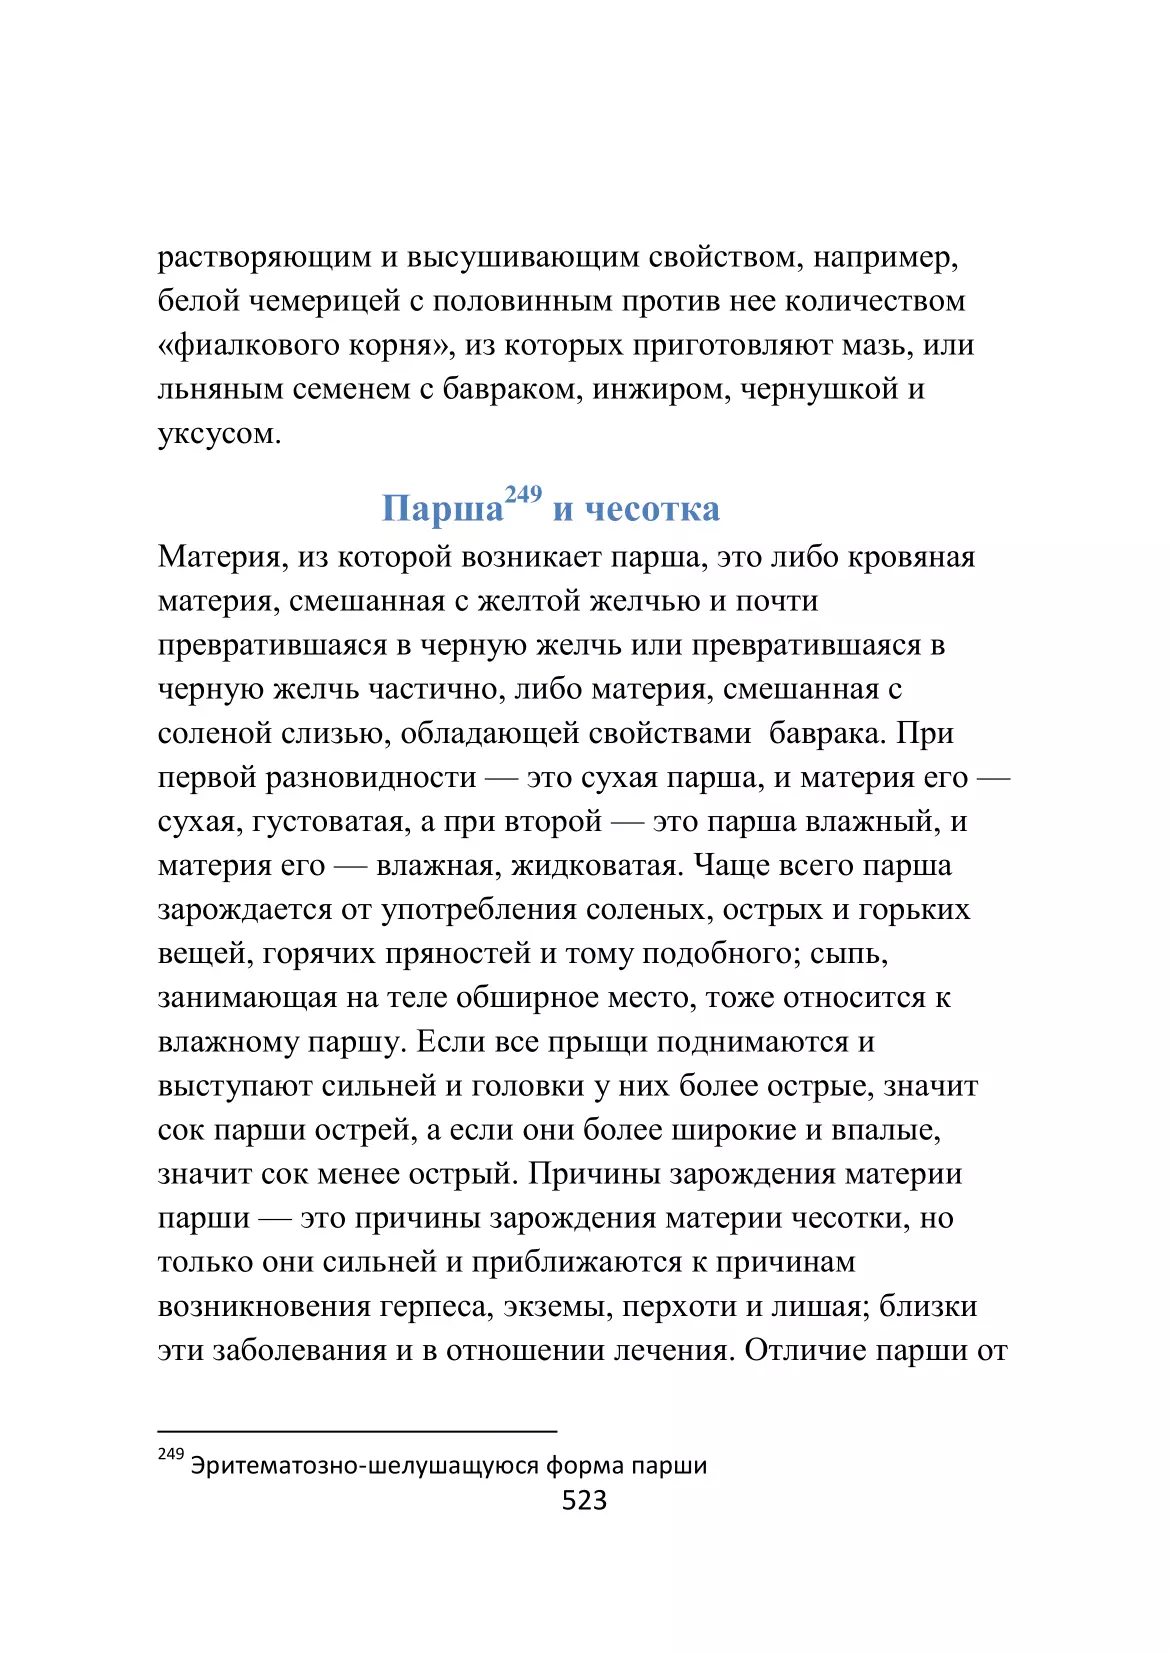 растворяющим и высушивающим свойством, например,
белой чемерицей с половинным против нее количеством
«фиалкового корня», из которых приготовляют мазь, или
льняным семенем с бавраком, инжиром, чернушкой и
уксусом.
Парша249 и чесотка
Материя, из которой возникает парша, это либо кровяная
материя, смешанная с желтой желчью и почти
превратившаяся в черную желчь или превратившаяся в
черную желчь частично, либо материя, смешанная с
соленой слизью, обладающей свойствами  баврака. При
первой разновидности — это сухая парша, и материя его —
сухая, густоватая, а при второй — это парша влажный, и
материя его — влажная, жидковатая. Чаще всего парша
зарождается от употребления соленых, острых и горьких
вещей, горячих пряностей и тому подобного; сыпь,
занимающая на теле обширное место, тоже относится к
влажному паршу. Если все прыщи поднимаются и
выступают сильней и головки у них более острые, значит
сок парши острей, а если они более широкие и впалые,
значит сок менее острый. Причины зарождения материи
парши — это причины зарождения материи чесотки, но
только они сильней и приближаются к причинам
возникновения герпеса, экземы, перхоти и лишая; близки
эти заболевания и в отношении лечения. Отличие парши от
249 Эритематозно-шелушащуюся форма парши
523